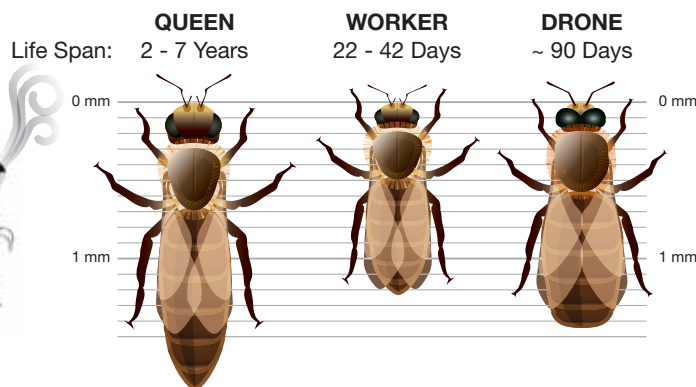 QUEEN WORKER DRONE
Life Span: 2 - 7 Years 22 - 42 Days ~ 90 Days
0 mm 0 mm
1 mm 1 mm